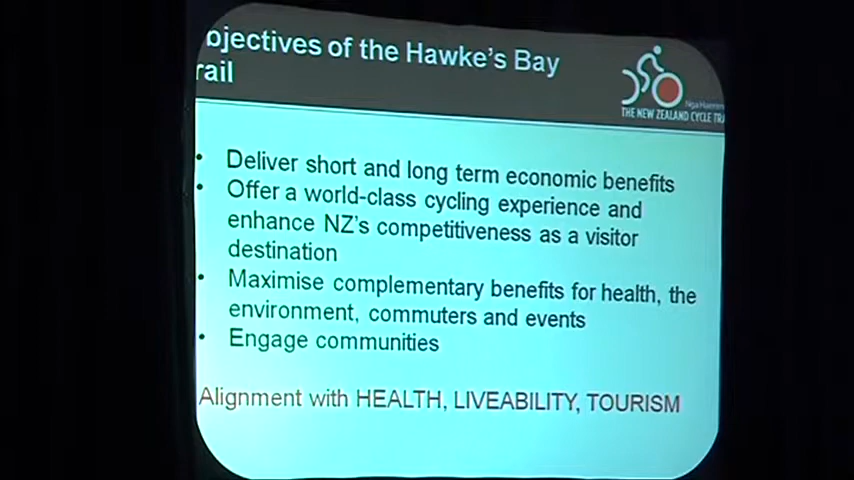 bjectives of the Hawke's Bay
rail
THE NEW ZEALAND CYCLE TRA
• Deliver short and long term economic benefits
• Offer a world-class cycling experience and
enhance NZ's competitiveness as a visitor
destination
• Maximise complementary benefits for health, the
environment, commuters and events
• Engage communities
Alignment with HEALTH, LIVEABILITY, TOURISM